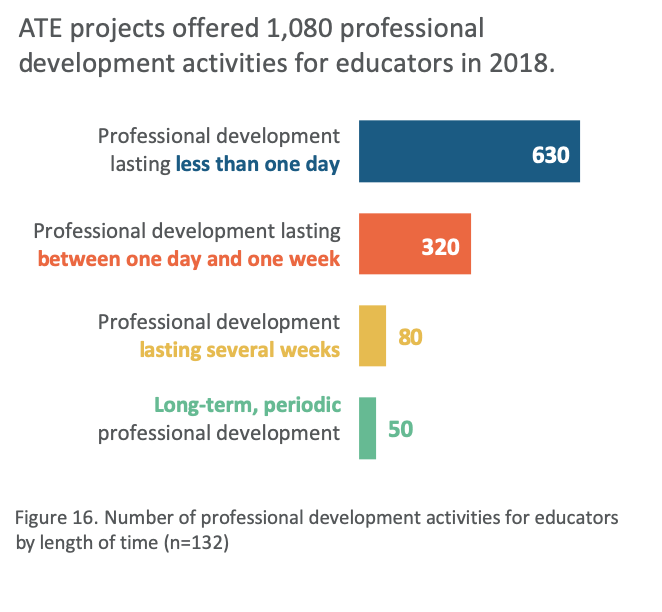 ATE projects offered 1,080 professional
development activities for educators in 2018.
Professional development
lasting less than one day
630
Professional development lasting
between one day and one week
320
Professional development
lasting several weeks
80
Long-term, periodic
professional development
50
Figure 16. Number of professional development activities for educators
by length of time (n=132)